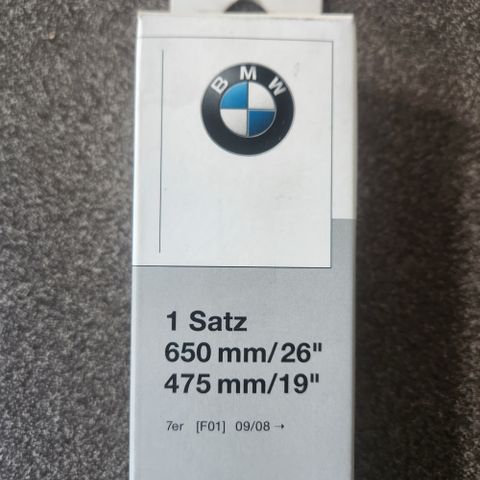 BMW
1 Satz
650 mm/26"
475 mm/19"
7er [F01] 09/08 →